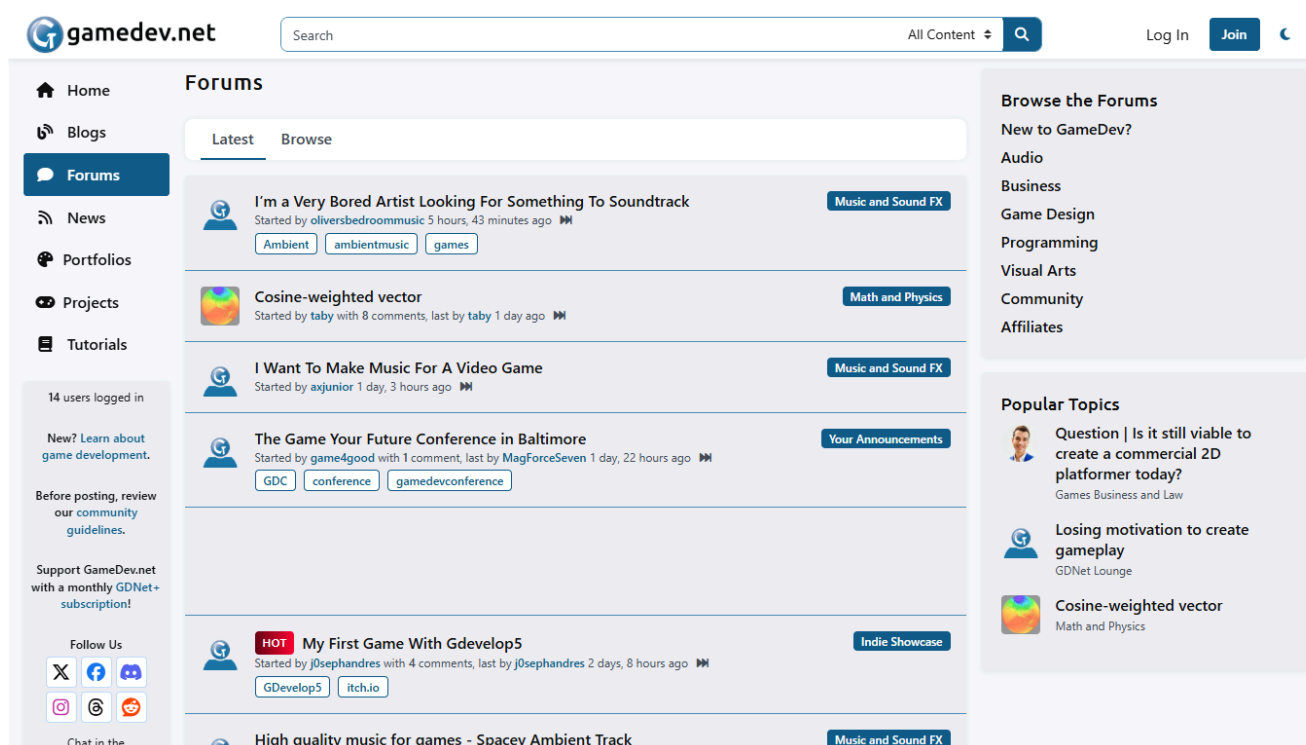 gamedev.net
Search
All Content
Log In
Join
Home
Blogs
Forums
News
Portfolios
Projects
Tutorials
14 users logged in
New? Learn about
game development.
Before posting, review
our community
guidelines.
Support GameDev.net
with a monthly GDNet+
subscription!
Follow Us
Chat in the
Forums
Latest
Browse
I'm a Very Bored Artist Looking For Something To Soundtrack
Music and Sound FX
Started by oliversbedroommusic 5 hours, 43 minutes ago
Ambient
ambientmusic
games
Cosine-weighted vector
Math and Physics
Started by taby with 8 comments, last by taby 1 day ago
I Want To Make Music For A Video Game
Music and Sound FX
Started by axjunior 1 day, 3 hours ago
The Game Your Future Conference in Baltimore
Your Announcements
Started by game4good with 1 comment, last by MagForceSeven 1 day, 22 hours ago
GDC
conference
gamedevconference
HOT My First Game With Gdevelop5
Indie Showcase
Started by j0sephandres with 4 comments, last by j0sephandres 2 days, 8 hours ago
GDevelop5
itch.io
High quality music for games - Spacey Ambient Track
Music and Sound FX
Browse the Forums
New to GameDev?
Audio
Business
Game Design
Programming
Visual Arts
Community
Affiliates
Popular Topics
Question | Is it still viable to
create a commercial 2D
platformer today?
Games Business and Law
Losing motivation to create
gameplay
GDNet Lounge
Cosine-weighted vector
Math and Physics